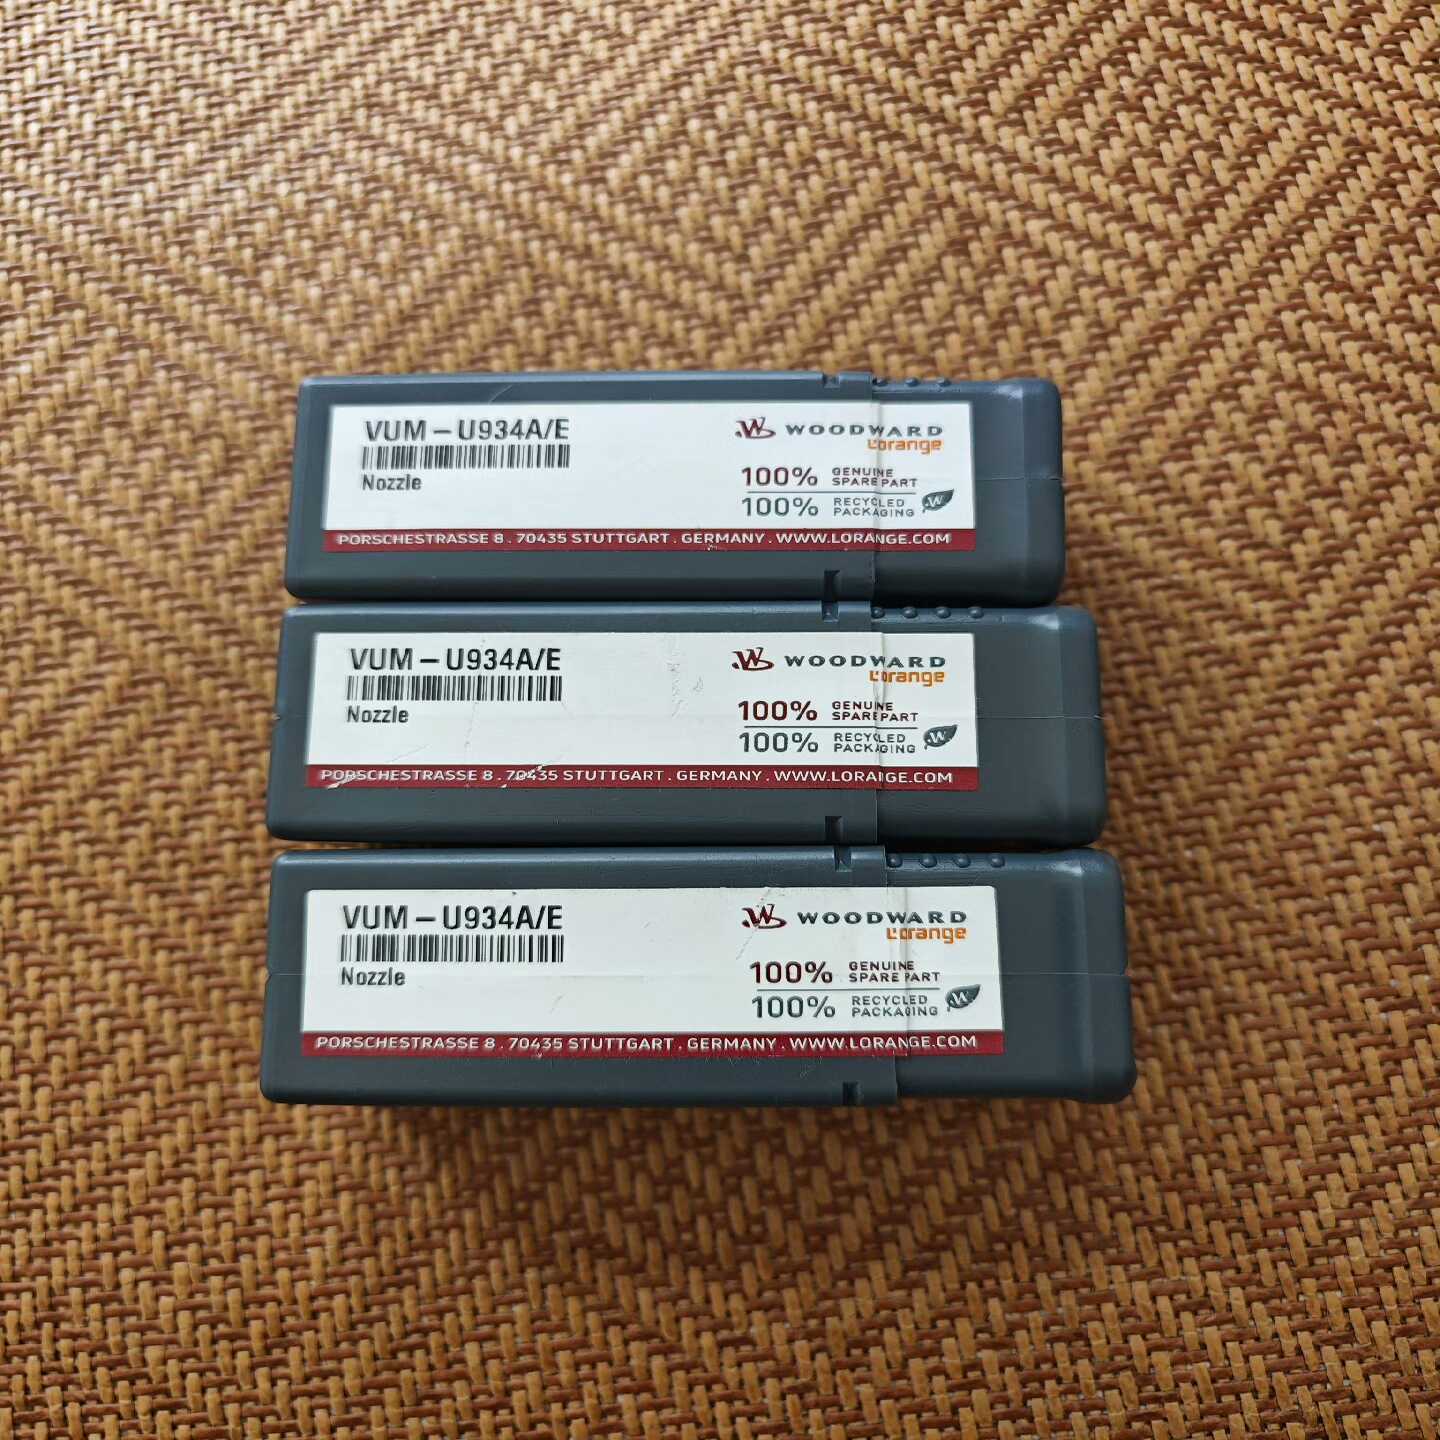 VUM – U934A/E
Nozzle
WOODWARD
L'orange
100% GENUINE SPARE PART
100% RECYCLED PACKAGING
PORSCHESTRASSE 8 . 70435 STUTTGART . GERMANY . WWW.LORANGE.COM
VUM – U934A/E
Nozzle
WOODWARD
L'orange
100% GENUINE SPARE PART
100% RECYCLED PACKAGING
PORSCHESTRASSE 8 . 70435 STUTTGART . GERMANY . WWW.LORANGE.COM
VUM – U934A/E
Nozzle
WOODWARD
L'orange
100% GENUINE SPARE PART
100% RECYCLED PACKAGING
PORSCHESTRASSE 8 . 70435 STUTTGART . GERMANY . WWW.LORANGE.COM